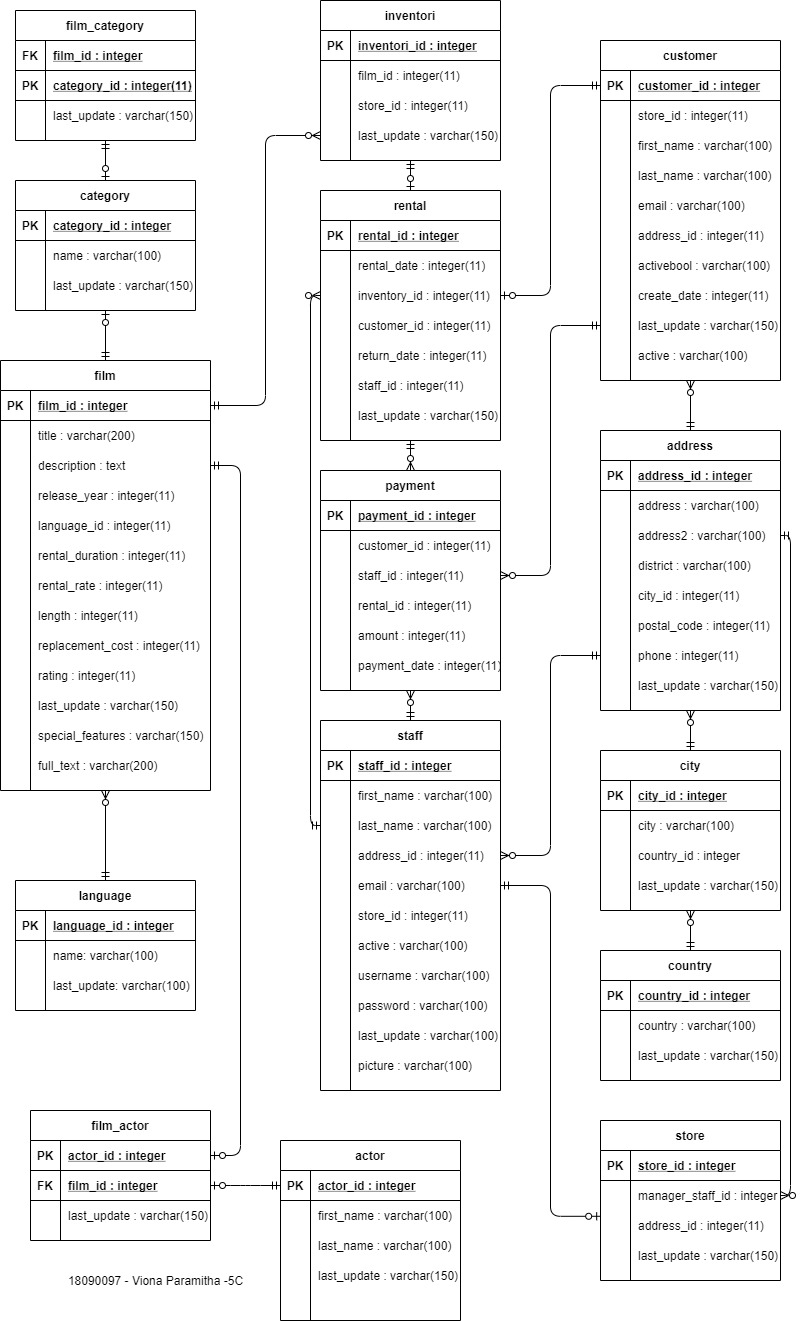 film_category
FK film_id : integer
PK category_id : integer(11)
last_update : varchar(150)
category
PK category_id : integer
name : varchar(100)
last_update : varchar(150)
film
PK film_id : integer
title : varchar(200)
description : text
release_year : integer(11)
language_id : integer(11)
rental_duration : integer(11)
rental_rate : integer(11)
length : integer(11)
replacement_cost : integer(11)
rating : integer(11)
last_update : varchar(150)
special_features : varchar(150)
full_text : varchar(200)
language
PK language_id : integer
name: varchar(100)
last_update: varchar(100)
film_actor
PK actor_id : integer
FK film_id : integer
last_update : varchar(150)
18090097 - Viona Paramitha -5C
inventori
PK inventori_id : integer
film_id : integer(11)
store_id : integer(11)
last_update : varchar(150)
rental
PK rental_id : integer
rental_date : integer(11)
inventory_id : integer(11)
customer_id : integer(11)
return_date : integer(11)
staff_id : integer(11)
last_update : varchar(150)
payment
PK payment_id : integer
customer_id : integer(11)
staff_id : integer(11)
rental_id : integer(11)
amount : integer(11)
payment_date : integer(11)
staff
PK staff_id : integer
first_name : varchar(100)
last_name : varchar(100)
address_id : integer(11)
email : varchar(100)
store_id : integer(11)
active : varchar(100)
username : varchar(100)
password : varchar(100)
last_update : varchar(100)
picture : varchar(100)
actor
PK actor_id : integer
first_name : varchar(100)
last_name : varchar(100)
last_update : varchar(150)
customer
PK customer_id : integer
store_id : integer(11)
first_name : varchar(100)
last_name : varchar(100)
email : varchar(100)
address_id : integer(11)
activebool : varchar(100)
create_date : integer(11)
last_update : varchar(150)
active : varchar(100)
address
PK address_id : integer
address : varchar(100)
address2 : varchar(100)
district : varchar(100)
city_id : integer(11)
postal_code : integer(11)
phone : integer(11)
last_update : varchar(150)
city
PK city_id : integer
city : varchar(100)
country_id : integer
last_update : varchar(150)
country
PK country_id : integer
country : varchar(100)
last_update : varchar(150)
store
PK store_id : integer
manager_staff_id : integer
address_id : integer(11)
last_update : varchar(150)